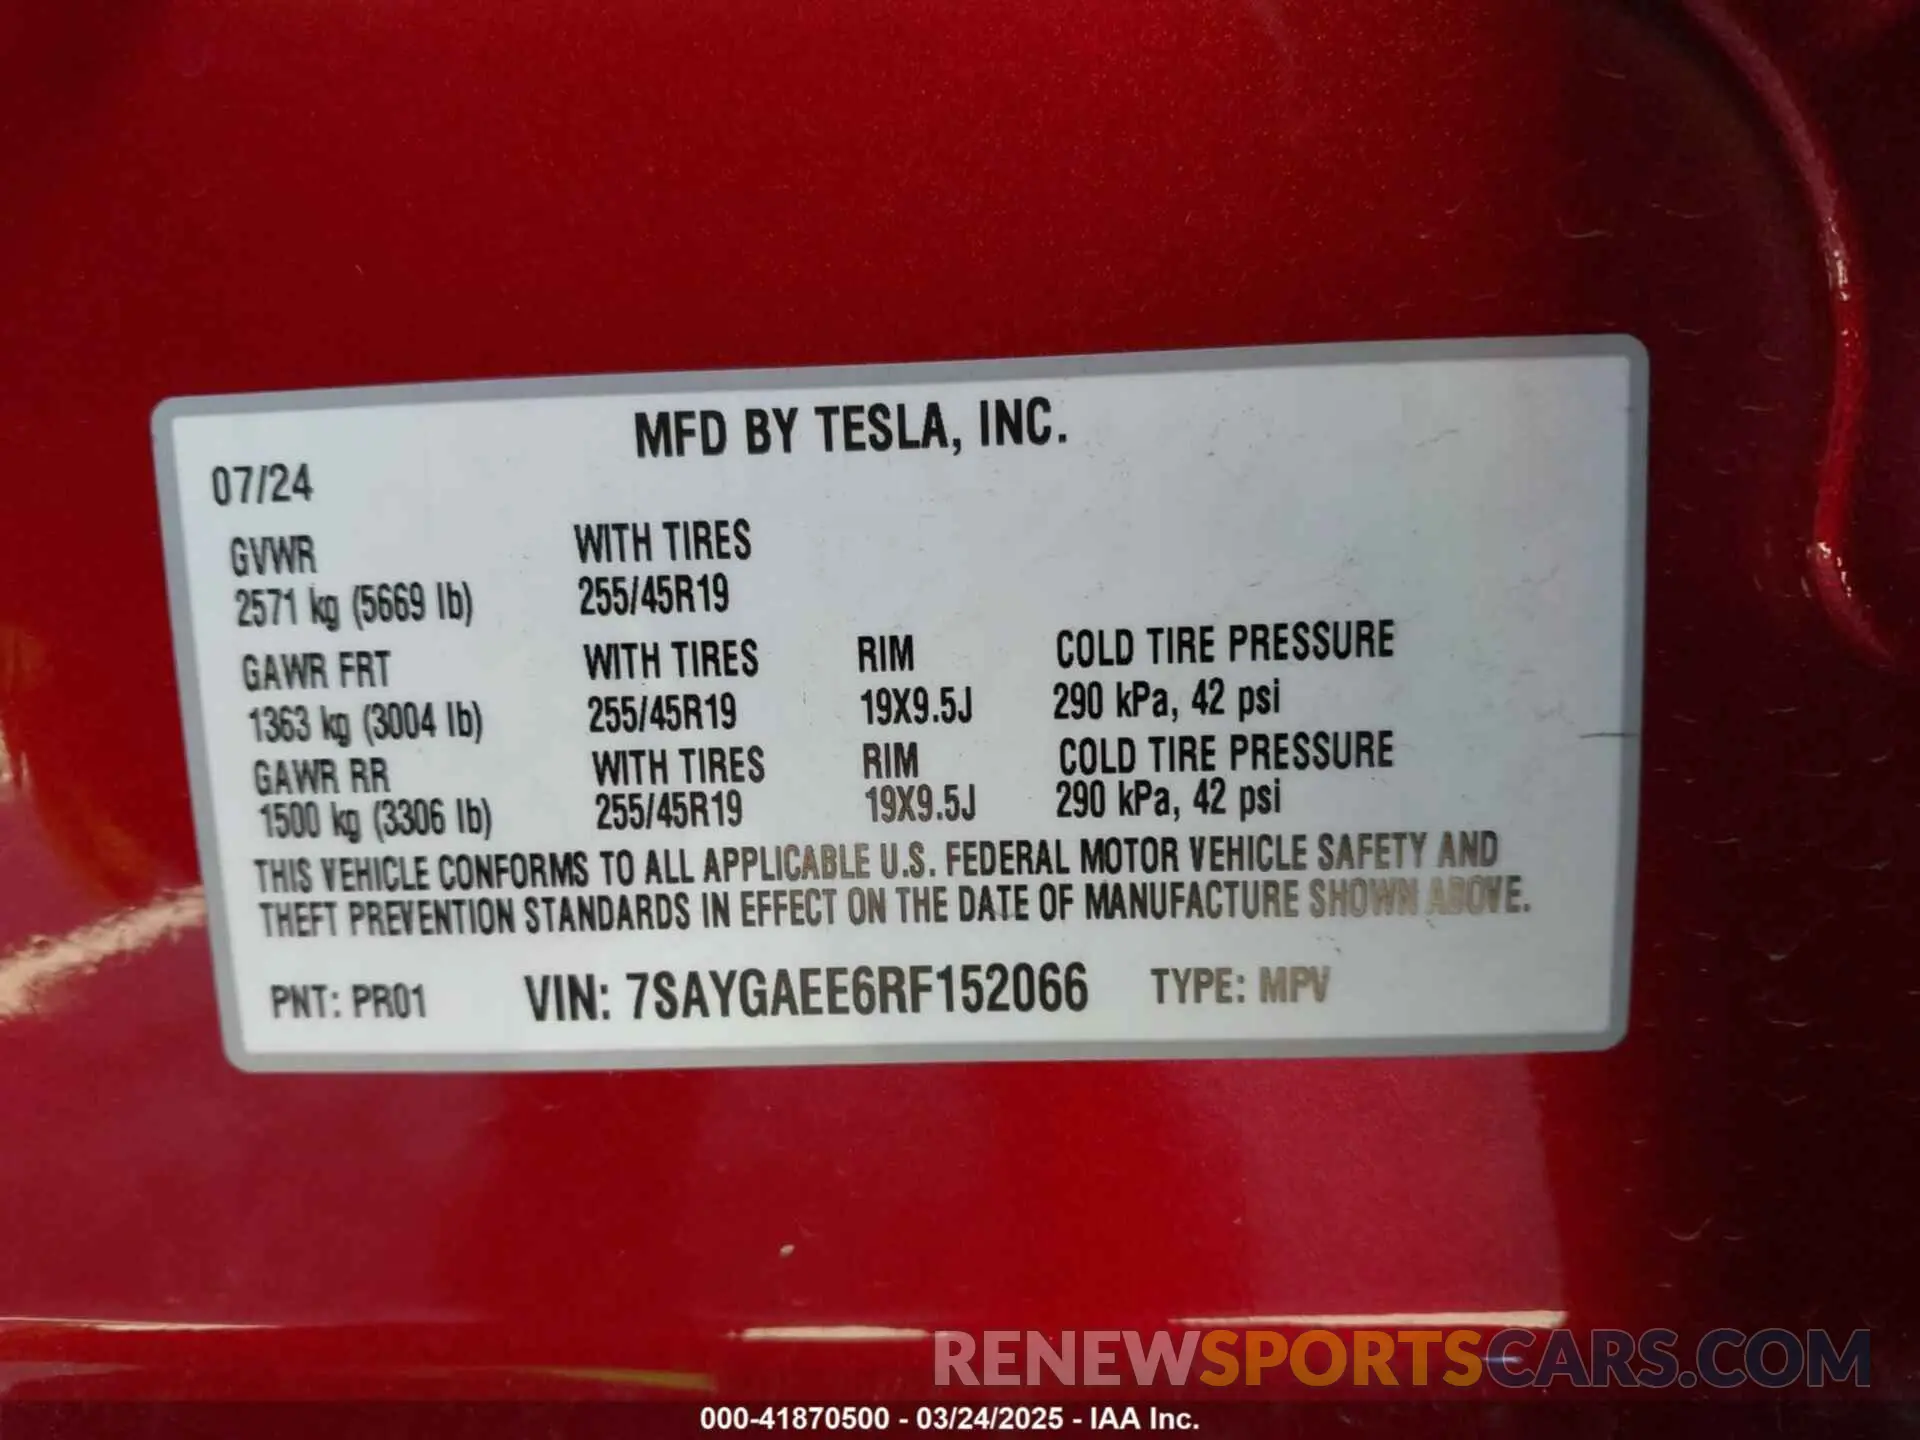 MFD BY TESLA, INC.
07/24
GVWR WITH TIRES
2571 kg (5669 lb) 255/45R19
GAWR FRT WITH TIRES RIM COLD TIRE PRESSURE
1363 kg (3004 lb) 255/45R19 19X9.5J 290 kPa, 42 psi
GAWR RR WITH TIRES RIM COLD TIRE PRESSURE
1500 kg (3306 lb) 255/45R19 19X9.5J 290 kPa, 42 psi
THIS VEHICLE CONFORMS TO ALL APPLICABLE U.S. FEDERAL MOTOR VEHICLE SAFETY AND
THEFT PREVENTION STANDARDS IN EFFECT ON THE DATE OF MANUFACTURE SHOWN ABOVE.
PNT: PR01 VIN: 7SAYGAEE6RF152066 TYPE: MPV
RENEWSPORTSCARS.COM
000-41870500 - 03/24/2025 - IAA Inc.